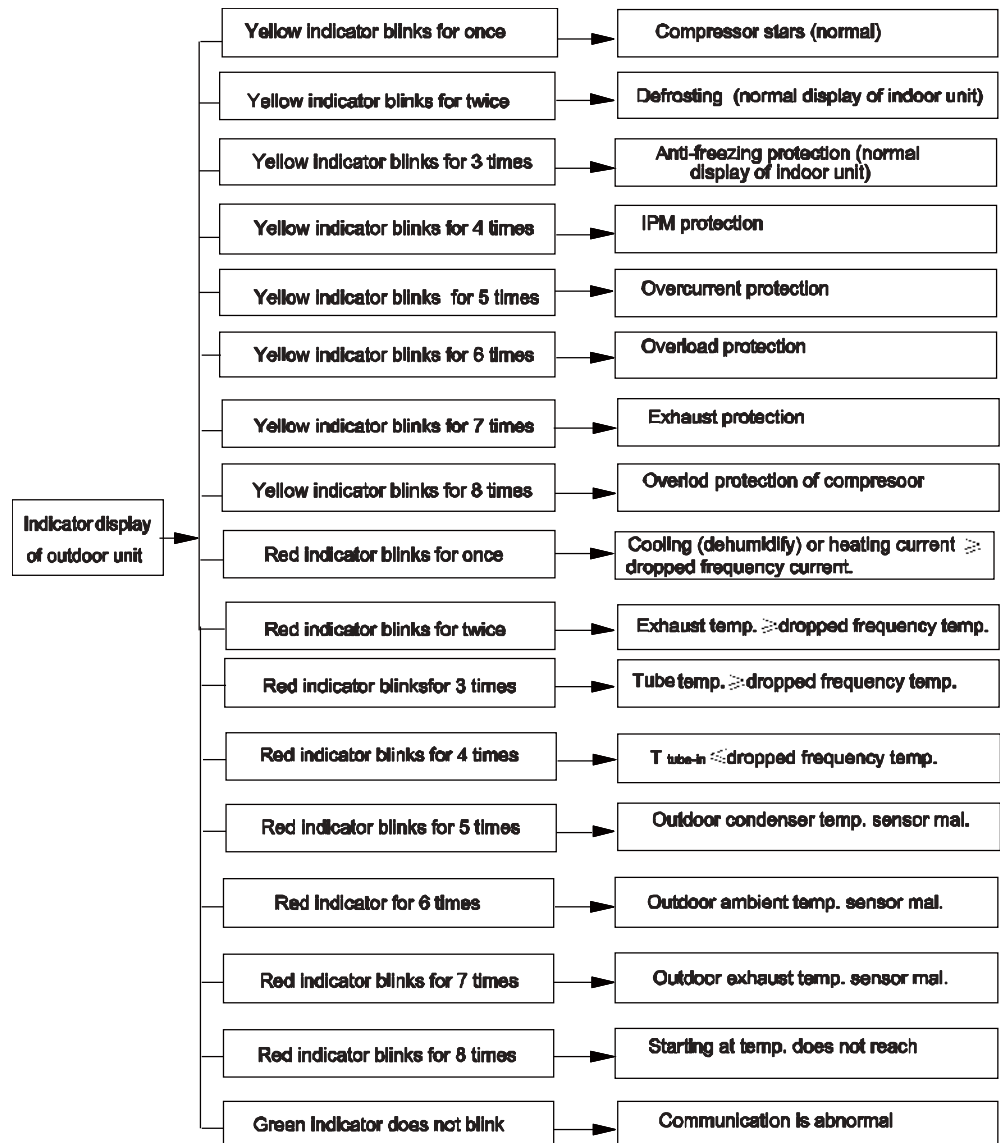 Yellow indicator blinks for once
Compressor stars (normal)
Yellow indicator blinks for twice
Defrosting (normal display of indoor unit)
Yellow indicator blinks for 3 times
Anti-freezing protection (normal
display of indoor unit)
Yellow indicator blinks for 4 times
IPM protection
Yellow indicator blinks for 5 times
Overcurrent protection
Yellow indicator blinks for 6 times
Overload protection
Yellow indicator blinks for 7 times
Exhaust protection
Yellow indicator blinks for 8 times
Overlod protection of compresoor
Indicator display
of outdoor unit
Red indicator blinks for once
Cooling (dehumidify) or heating current ≥
dropped frequency current.
Red indicator blinks for twice
Exhaust temp. ≥dropped frequency temp.
Red indicator blinksfor 3 times
Tube temp. ≥dropped frequency temp.
Red indicator blinks for 4 times
T tube-in ≤dropped frequency temp.
Red indicator blinks for 5 times
Outdoor condenser temp. sensor mal.
Red indicator for 6 times
Outdoor ambient temp. sensor mal.
Red indicator blinks for 7 times
Outdoor exhaust temp. sensor mal.
Red indicator blinks for 8 times
Starting at temp. does not reach
Green indicator does not blink
Communication is abnormal